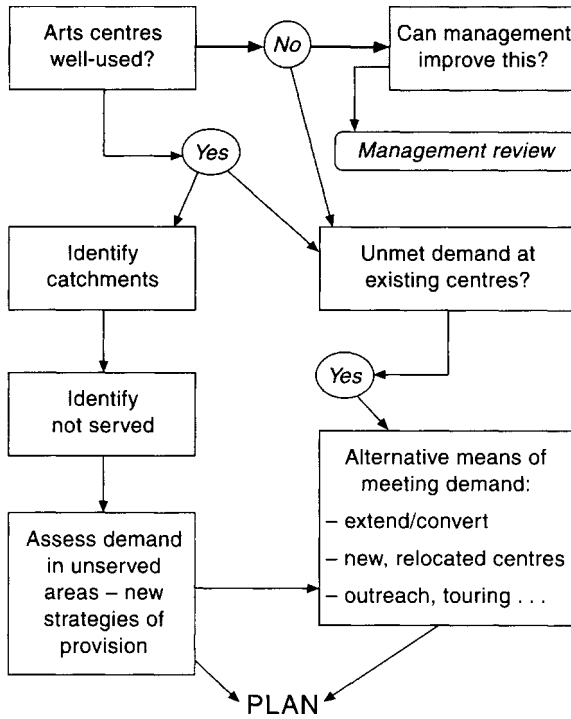 Arts centres
well-used?
No
Can management
improve this?
Yes
Management review
Identify
catchments
Unmet demand at
existing centres?
Yes
Identify
not served
Alternative means of
meeting demand:
– extend/convert
– new, relocated centres
– outreach, touring . . .
Assess demand
in unserved
areas – new
strategies of
provision
PLAN